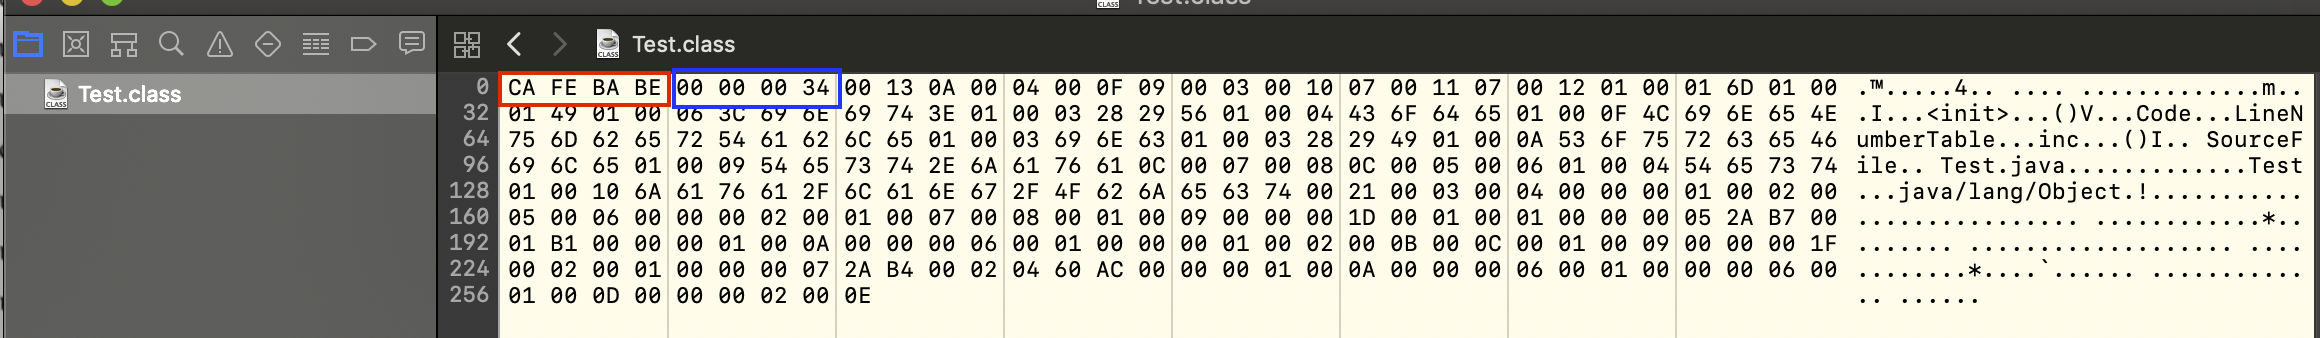 Test.class
CLASS
Test.class
CLASS
Test.class
CLASS
0 CA FE BA BE 00 00 00 34 00 13 0A 00 04 00 0F 09 00 03 00 10 07 00 11 07 00 12 01 00 01 6D 01 00 .™.....4.. .... .............m..
32 01 49 01 00 06 3C 69 6E 69 74 3E 01 00 03 28 29 56 01 00 04 43 6F 64 65 01 00 0F 4C 69 6E 65 4E .I...<init>...()V...Code...LineN
64 75 6D 62 65 72 54 61 62 6C 65 01 00 03 69 6E 63 01 00 03 28 29 49 01 00 0A 53 6F 75 72 63 65 46 umberTable...inc...()I.. SourceF
96 69 6C 65 01 00 09 54 65 73 74 2E 6A 61 76 61 0C 00 07 00 08 0C 00 05 00 06 01 00 04 54 65 73 74 ile.. Test.java.............Test
128 01 00 10 6A 61 76 61 2F 6C 61 6E 67 2F 4F 62 6A 65 63 74 00 21 00 03 00 04 00 00 00 01 00 02 00 ...java/lang/Object.!...........
160 05 00 06 00 00 00 02 00 01 00 07 00 08 00 01 00 09 00 00 00 1D 00 01 00 01 00 00 00 05 2A B7 00 ................ ............*..
192 01 B1 00 00 00 01 00 0A 00 00 00 06 00 01 00 00 00 01 00 02 00 0B 00 0C 00 01 00 09 00 00 00 1F ....... ................... ....
224 00 02 00 01 00 00 00 07 2A B4 00 02 04 60 AC 00 00 00 01 00 0A 00 00 00 06 00 01 00 00 00 06 00 ........*....`...... ...........
256 01 00 0D 00 00 00 02 00 0E .. ......